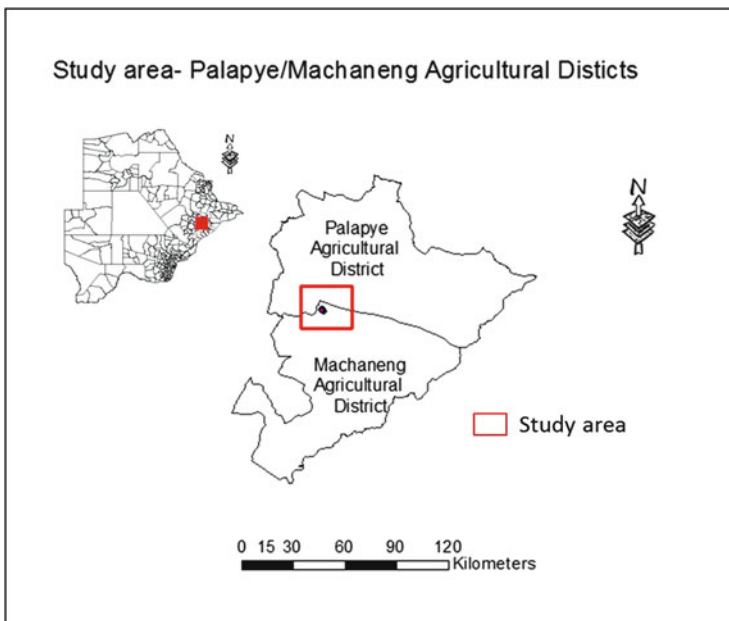 Study area- Palapye/Machaneng Agricultural Disticts
N
N
Palapye
Agricultural
District
Machaneng
Agricultural
District
Study area
0 15 30 60 90 120
Kilometers